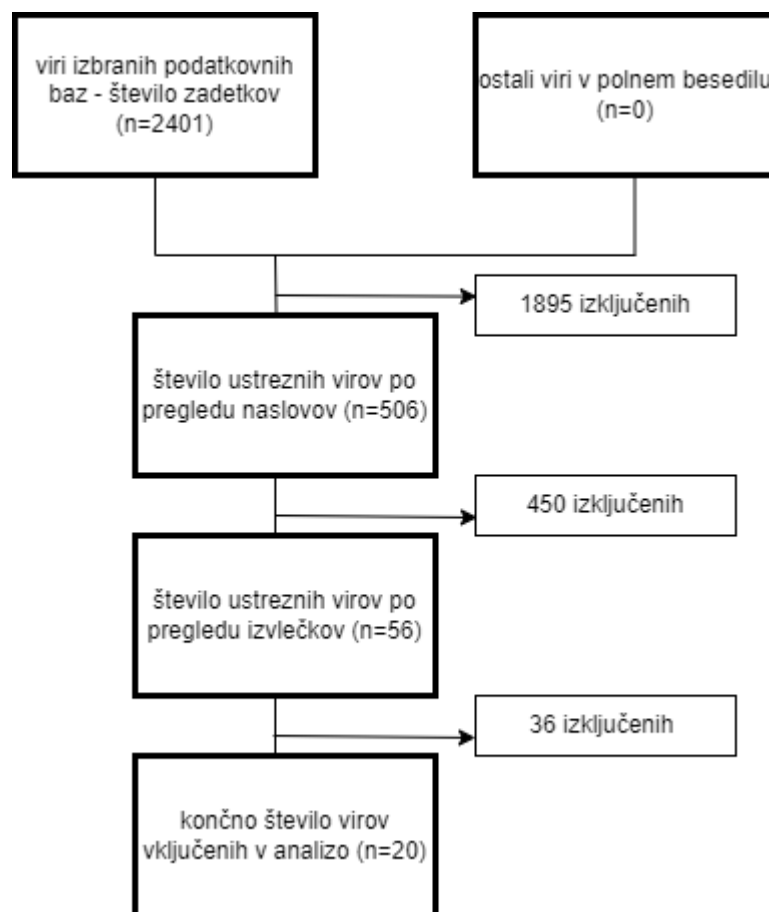 viri izbranih podatkovnih
baz - število zadetkov
(n=2401)
ostali viri v polnem besedilu
(n=0)
1895 izključenih
število ustreznih virov po
pregledu naslovov (n=506)
450 izključenih
število ustreznih virov po
pregledu izvlečkov (n=56)
36 izključenih
končno število virov
vključenih v analizo (n=20)